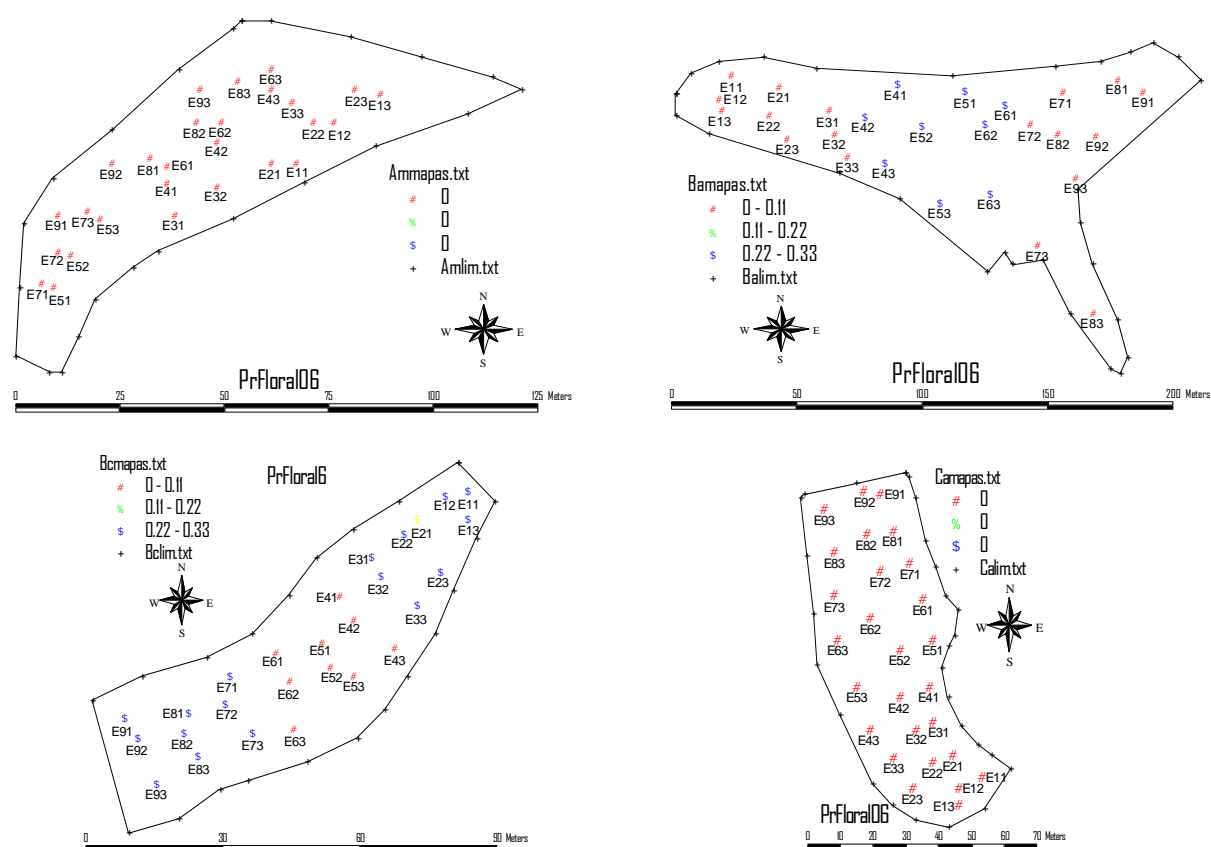 E63
E83
E93
E43
E23
E13
E33
E82
E62
E22
E12
E42
E81
E61
E92
E21
E11
E41
E32
E91
E73
E53
E31
E72
E52
E71
E51
Ammapas.txt
# 0
% 0
$ 0
+ Amlim.txt
N
W
E
S
PrFloral06
0 25 50 75 100 125 Meters
E11
E12
E13
E21
E22
E23
E41
E31
E42
E32
E33
E43
E51
E61
E52
E62
E71
E72
E81
E91
E82
E92
E93
E53
E63
E73
E83
Bamapas.txt
# 0 - 0.11
% 0.11 - 0.22
$ 0.22 - 0.33
+ Balim.txt
N
W
E
S
PrFloral06
0 50 100 150 200 Meters
Bcmapas.txt
# 0 - 0.11
% 0.11 - 0.22
$ 0.22 - 0.33
+ Bclim.txt
PrFloral6
N
W
E
S
E12
E11
E21
E13
E22
E31
E32
E23
E41
E33
E42
E51
E43
E61
E52
E53
E62
E71
E72
E81
E91
E82
E73
E63
E92
E83
E93
0 30 60 90 Meters
Camapas.txt
# 0
% 0
$ 0
+ Calim.txt
N
W
E
S
E92
E91
E93
E82
E81
E83
E72
E71
E73
E61
E62
E63
E52
E51
E53
E42
E41
E43
E32
E31
E33
E22
E21
E23
E12
E11
E13
PrFloral06
0 10 20 30 40 50 60 70 Meters